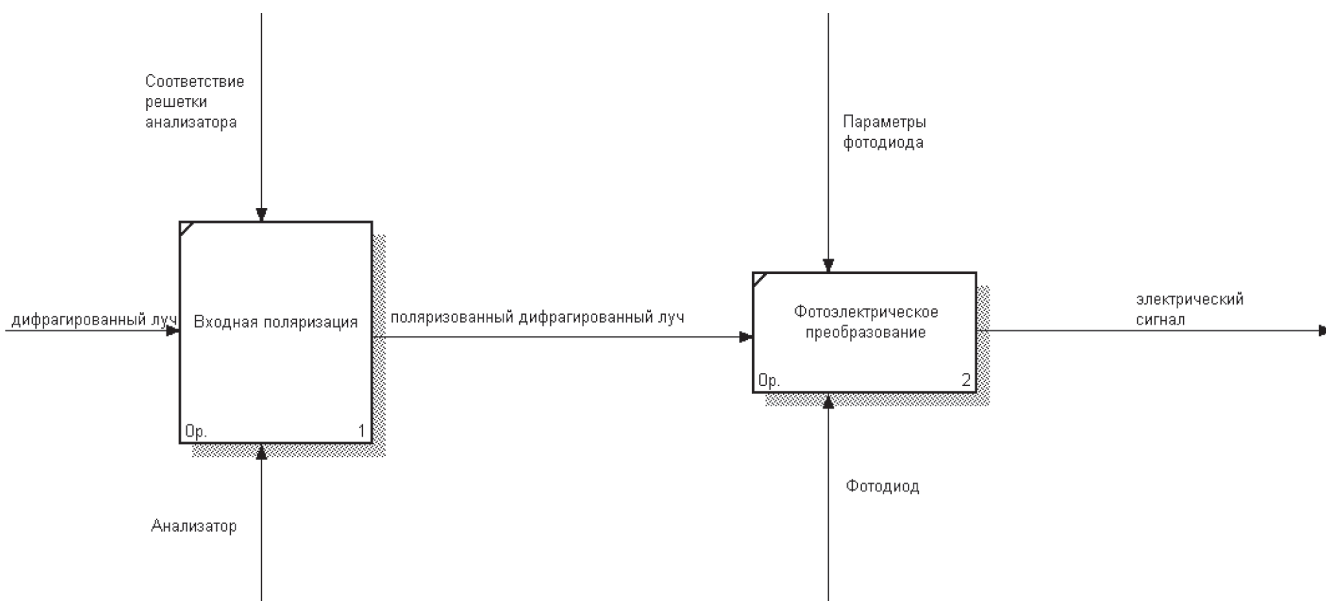 Соответствие
решетки
анализатора
Параметры
фотодиода
дифрагированный луч
Входная поляризация
поляризованный дифрагированный луч
Фотоэлектрическое
преобразование
электрический
сигнал
0р.
1
0р.
2
Анализатор
Фотодиод